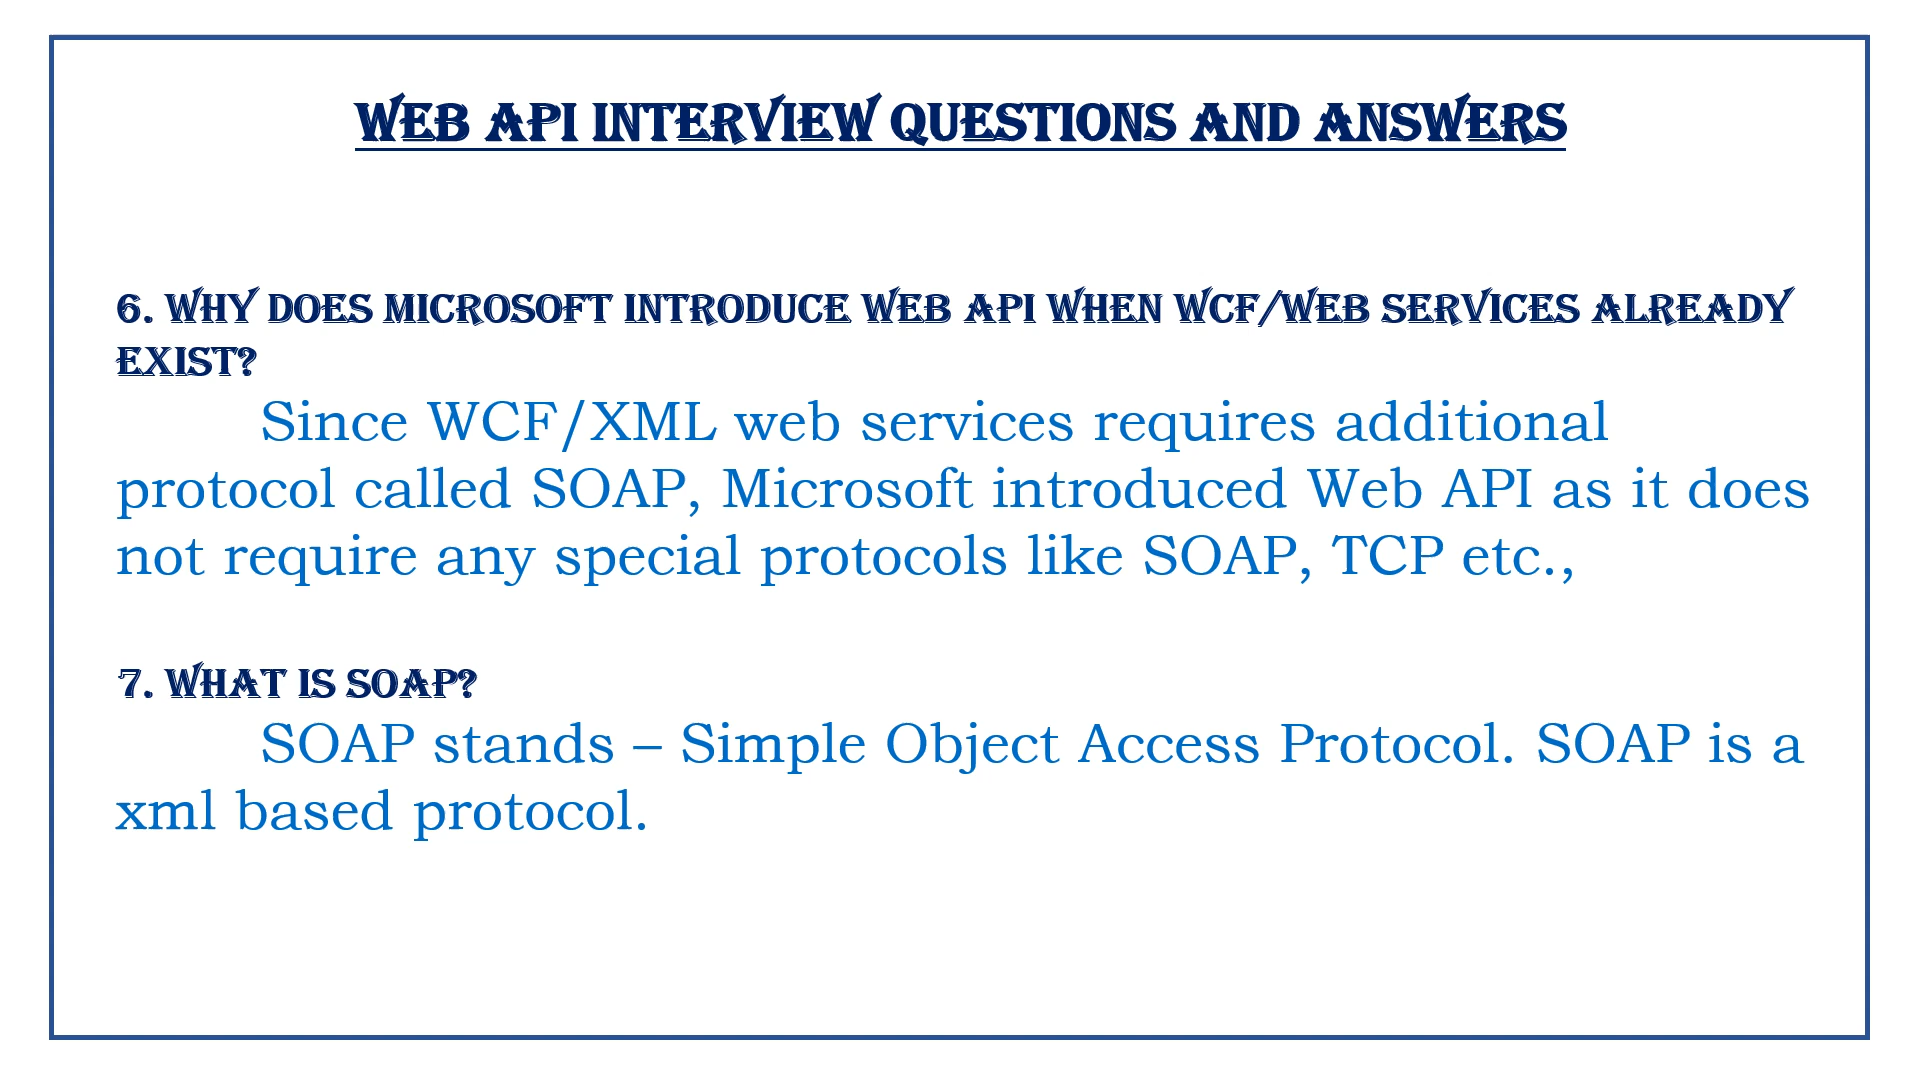 WEB API INTERVIEW QUESTIONS AND ANSWERS
6. WHY DOES MICROSOFT INTRODUCE WEB API WHEN WCF/WEB SERVICES ALREADY
EXIST?
Since WCF/XML web services requires additional
protocol called SOAP, Microsoft introduced Web API as it does
not require any special protocols like SOAP, TCP etc.,
7. WHAT IS SOAP?
SOAP stands – Simple Object Access Protocol. SOAP is a
xml based protocol.